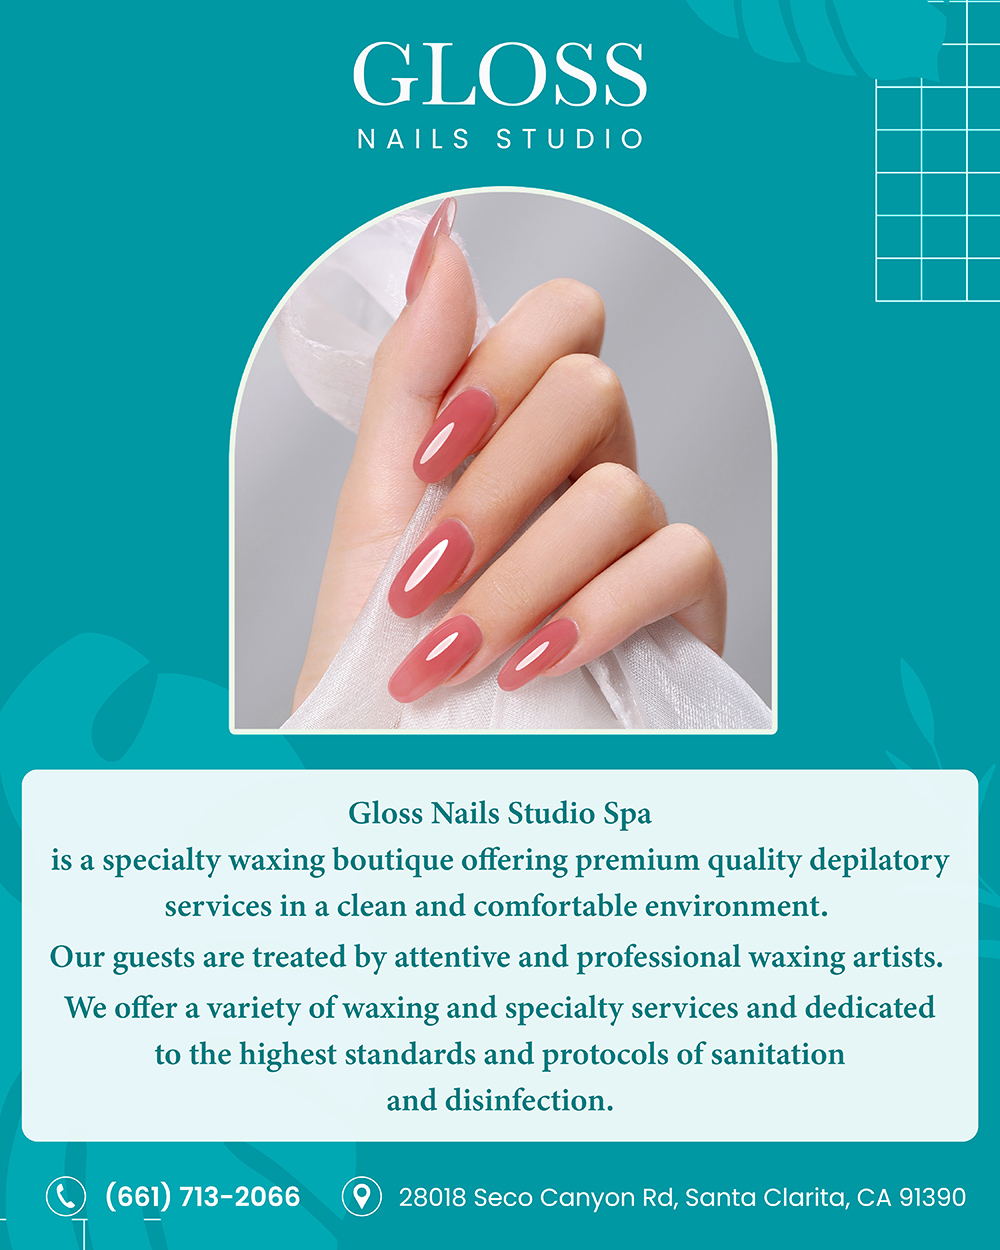 GLOSS
NAILS STUDIO
Gloss Nails Studio Spa
is a specialty waxing boutique offering premium quality depilatory
services in a clean and comfortable environment.
Our guests are treated by attentive and professional waxing artists.
We offer a variety of waxing and specialty services and dedicated
to the highest standards and protocols of sanitation
and disinfection.
(661) 713-2066
28018 Seco Canyon Rd, Santa Clarita, CA 91390